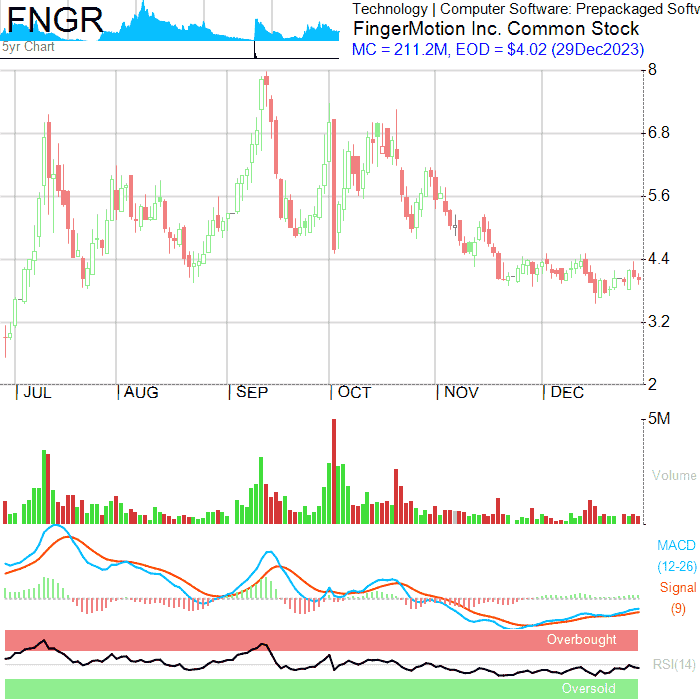 FNGR
5yr Chart
Technology | Computer Software: Prepackaged Softw
FingerMotion Inc. Common Stock
MC = 211.2M, EOD = $4.02 (29Dec2023)
8
6.8
5.6
4.4
3.2
2
| JUL | AUG | SEP | OCT | NOV | DEC
5M
Volume
MACD
(12-26)
Signal
(9)
Overbought
RSI(14)
Oversold